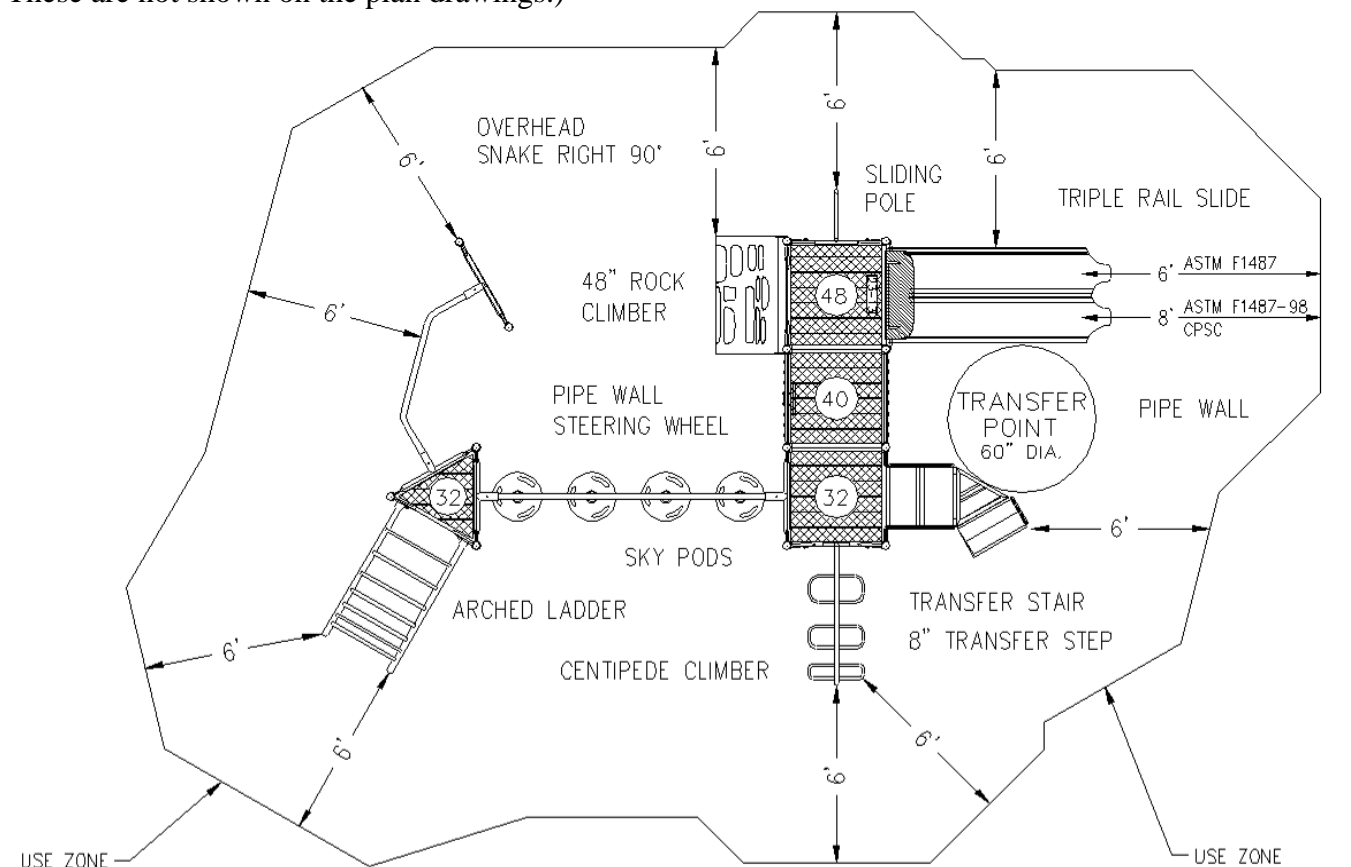 These are not shown on the plan drawings.)
6'
6'
OVERHEAD
SNAKE RIGHT 90'
6'
6'
6'
SLIDING
POLE
TRIPLE RAIL SLIDE
48" ROCK
CLIMBER
48
6' ASTM F1487
8' ASTM F1487-98
CPSC
6'
PIPE WALL
STEERING WHEEL
40
TRANSFER
POINT
60" DIA.
PIPE WALL
32
32
6'
SKY PODS
ARCHED LADDER
TRANSFER STAIR
8" TRANSFER STEP
CENTIPEDE CLIMBER
6'
6'
6'
USE ZONE
USE ZONE